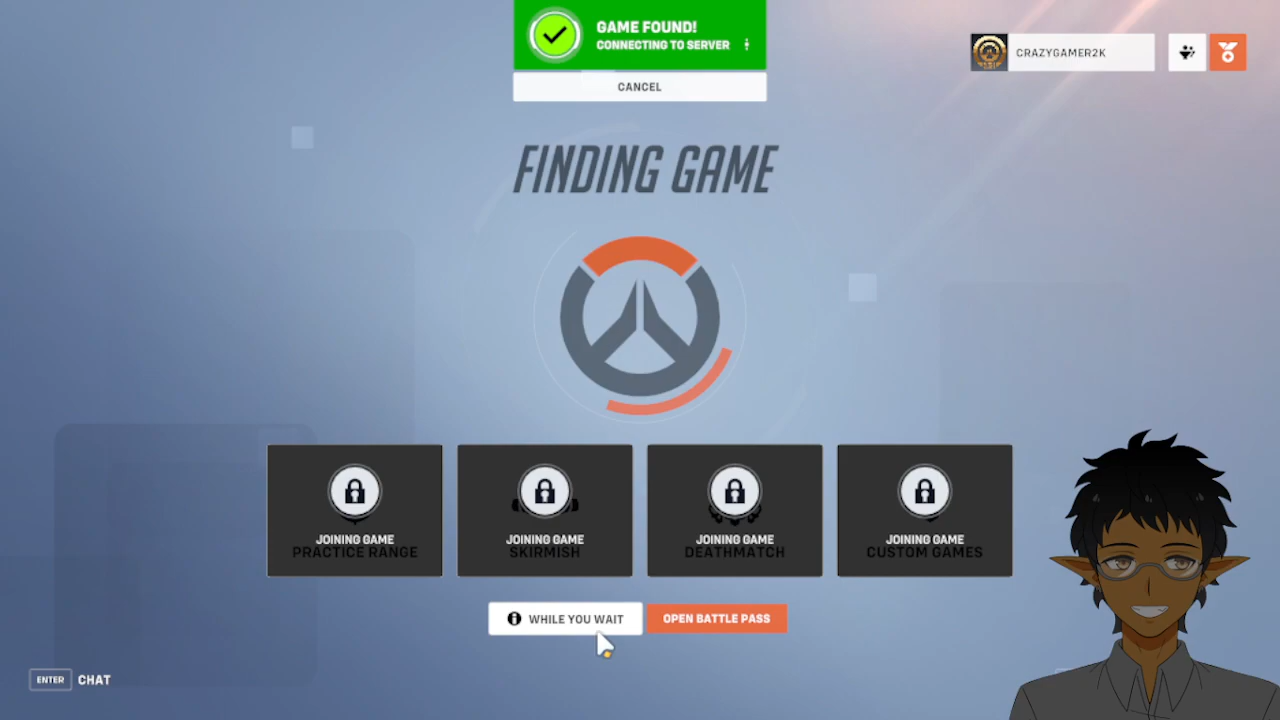 GAME FOUND!
CONNECTING TO SERVER
CANCEL
CRAZYGAMER2K
FINDING GAME
JOINING GAME
PRACTICE RANGE
JOINING GAME
SKIRMISH
JOINING GAME
DEATHMATCH
JOINING GAME
CUSTOM GAMES
WHILE YOU WAIT
OPEN BATTLE PASS
ENTER CHAT